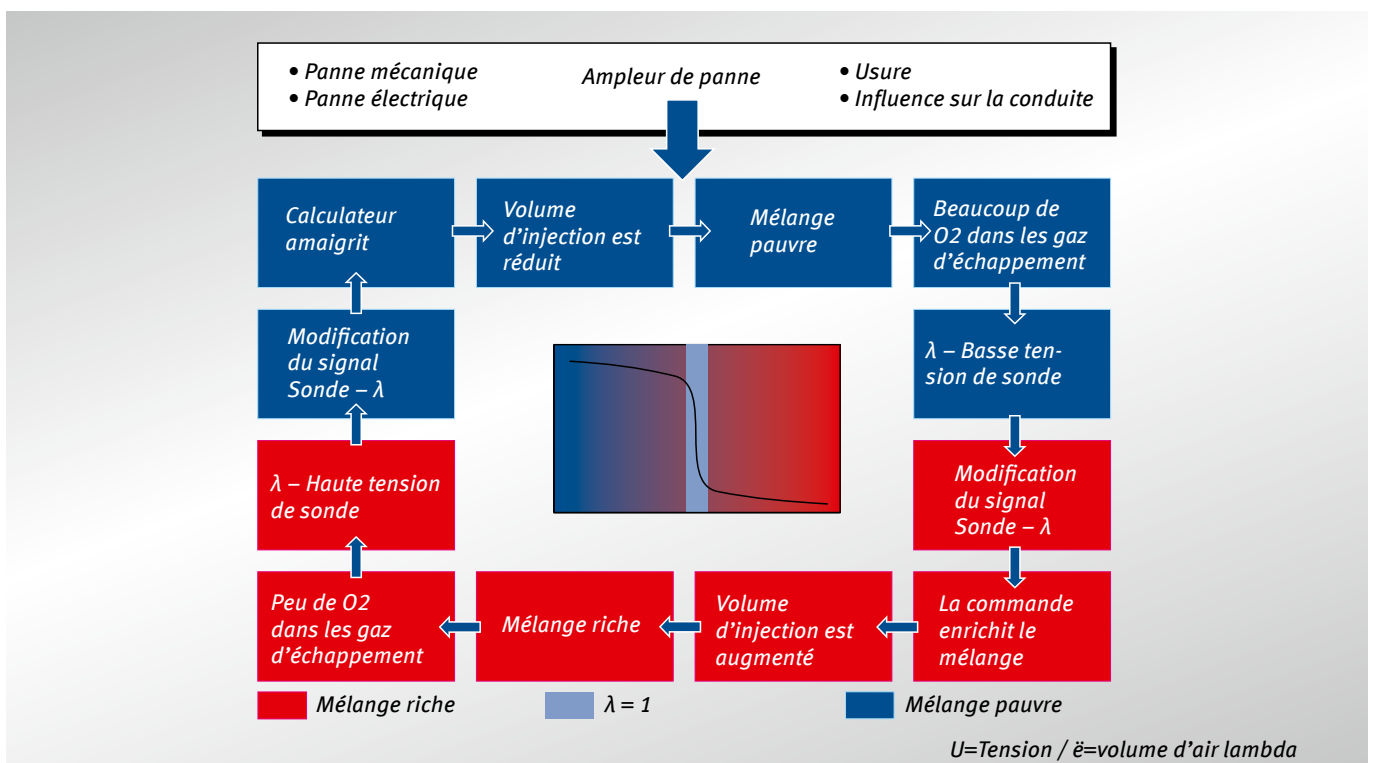 • Panne mécanique
• Panne électrique
Ampleur de panne
• Usure
• Influence sur la conduite
Calculateur
amaigrit
Volume
d'injection est
réduit
Mélange
pauvre
Beaucoup de
O2 dans les gaz
d'échappement
Modification
du signal
Sonde – λ
λ – Basse ten-
sion de sonde
λ – Haute tension
de sonde
Modification
du signal
Sonde – λ
Peu de O2
dans les gaz
d'échappement
Mélange riche
Volume
d'injection est
augmenté
La commande
enrichit le
mélange
Mélange riche
λ = 1
Mélange pauvre
U=Tension / ë=volume d'air lambda